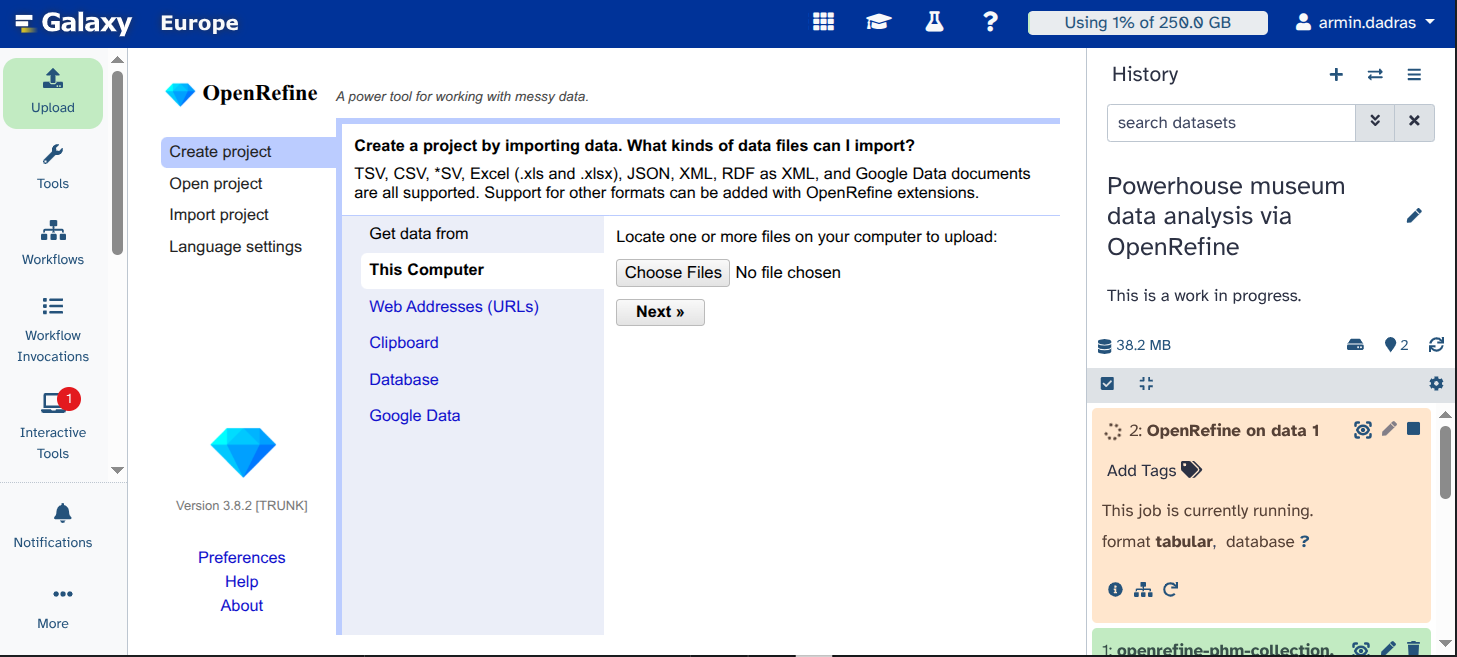 Galaxy Europe
Using 1% of 250.0 GB
armin.dadras
Upload
Tools
Workflows
Workflow
Invocations
1
Interactive
Tools
Notifications
More
OpenRefine A power tool for working with messy data.
Create project
Open project
Import project
Language settings
Version 3.8.2 [TRUNK]
Preferences
Help
About
Create a project by importing data. What kinds of data files can I import?
TSV, CSV, *SV, Excel (.xls and .xlsx), JSON, XML, RDF as XML, and Google Data documents
are all supported. Support for other formats can be added with OpenRefine extensions.
Get data from
This Computer
Web Addresses (URLs)
Clipboard
Database
Google Data
Locate one or more files on your computer to upload:
Choose Files No file chosen
Next »
History
search datasets
Powerhouse museum
data analysis via
OpenRefine
This is a work in progress.
38.2 MB
2
2: OpenRefine on data 1
Add Tags
This job is currently running.
format tabular, database ?
1: openrefine-phm-collection.